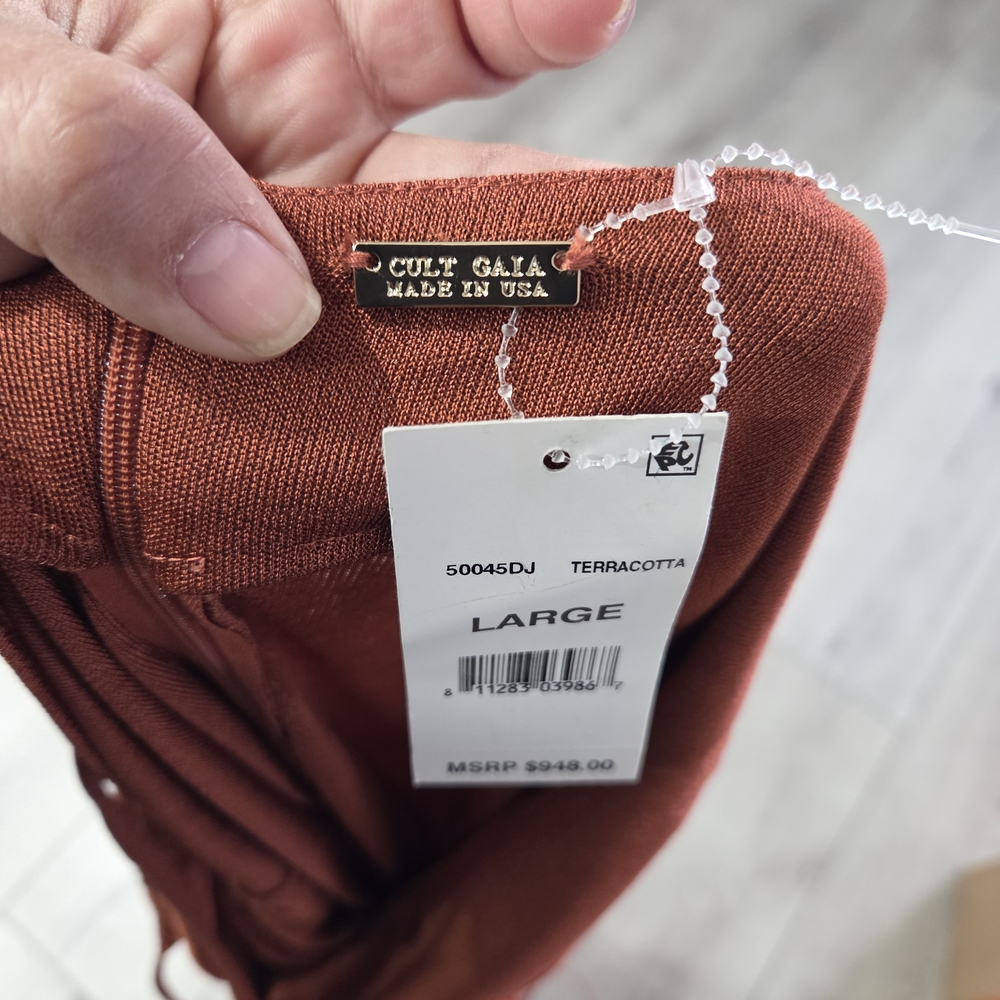 CULT GAIA
MADE IN USA
50045DJ TERRACOTTA
LARGE
8 11283 03986 7
MSRP $948.00